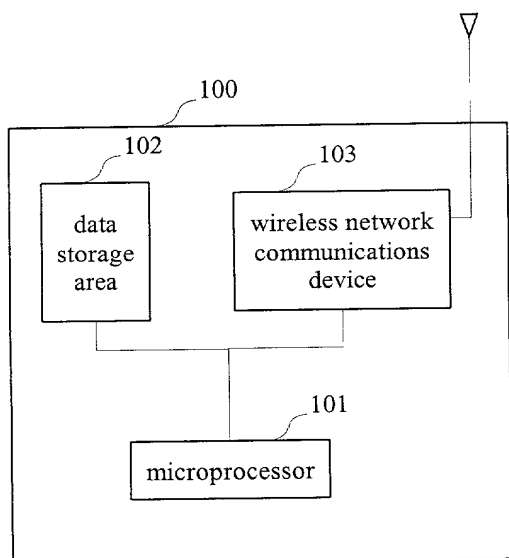 100
102
103
data
storage
area
wireless network
communications
device
101
microprocessor